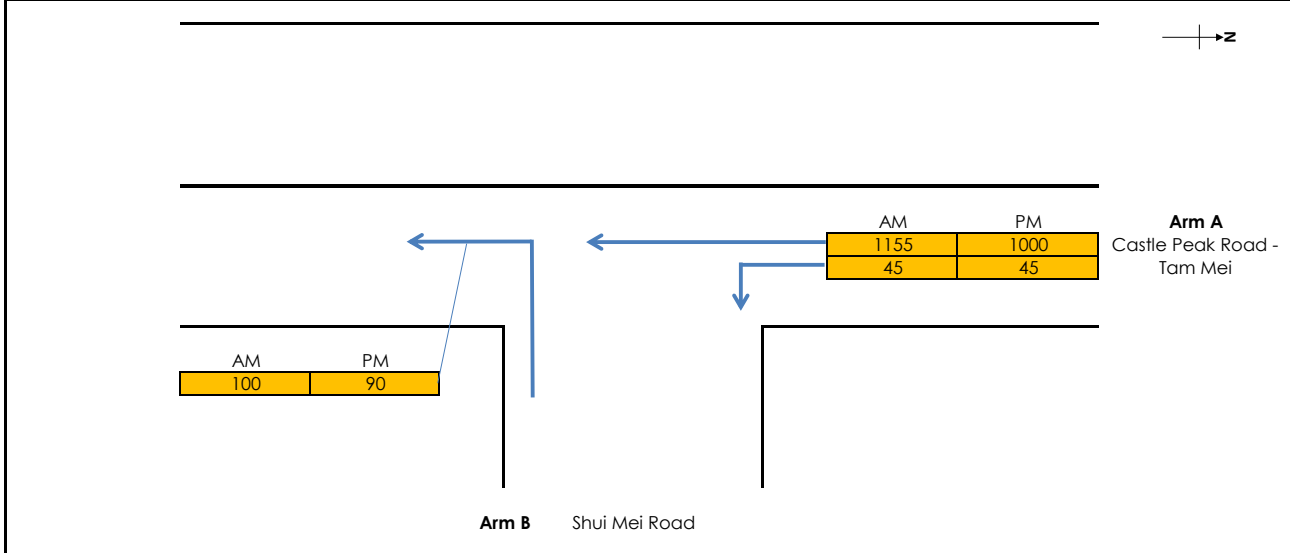 N
AM PM Arm A
1155 1000 Castle Peak Road -
45 45 Tam Mei
AM PM
100 90
Arm B Shui Mei Road